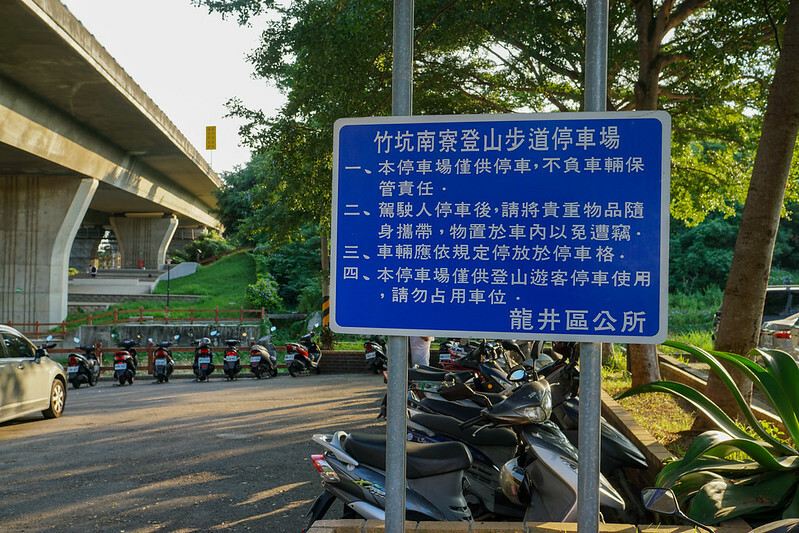 竹坑南寮登山步道停車場
一、本停車場僅供停車,不負車輛保
管責任.
二、駕駛人停車後,請將貴重物品隨
身攜帶,物置於車內以免遭竊.
三、車輛應依規定停放於停車格.
四、本停車場僅供登山遊客停車使用
,請勿占用車位.
龍井區公所